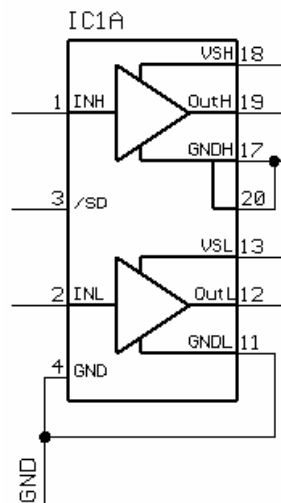 IC1A
VSH 18
1 INH OutH 19
GNDH 17
3 /SD 20
VSL 13
2 INL OutL 12
GNDL 11
4 GND
GND